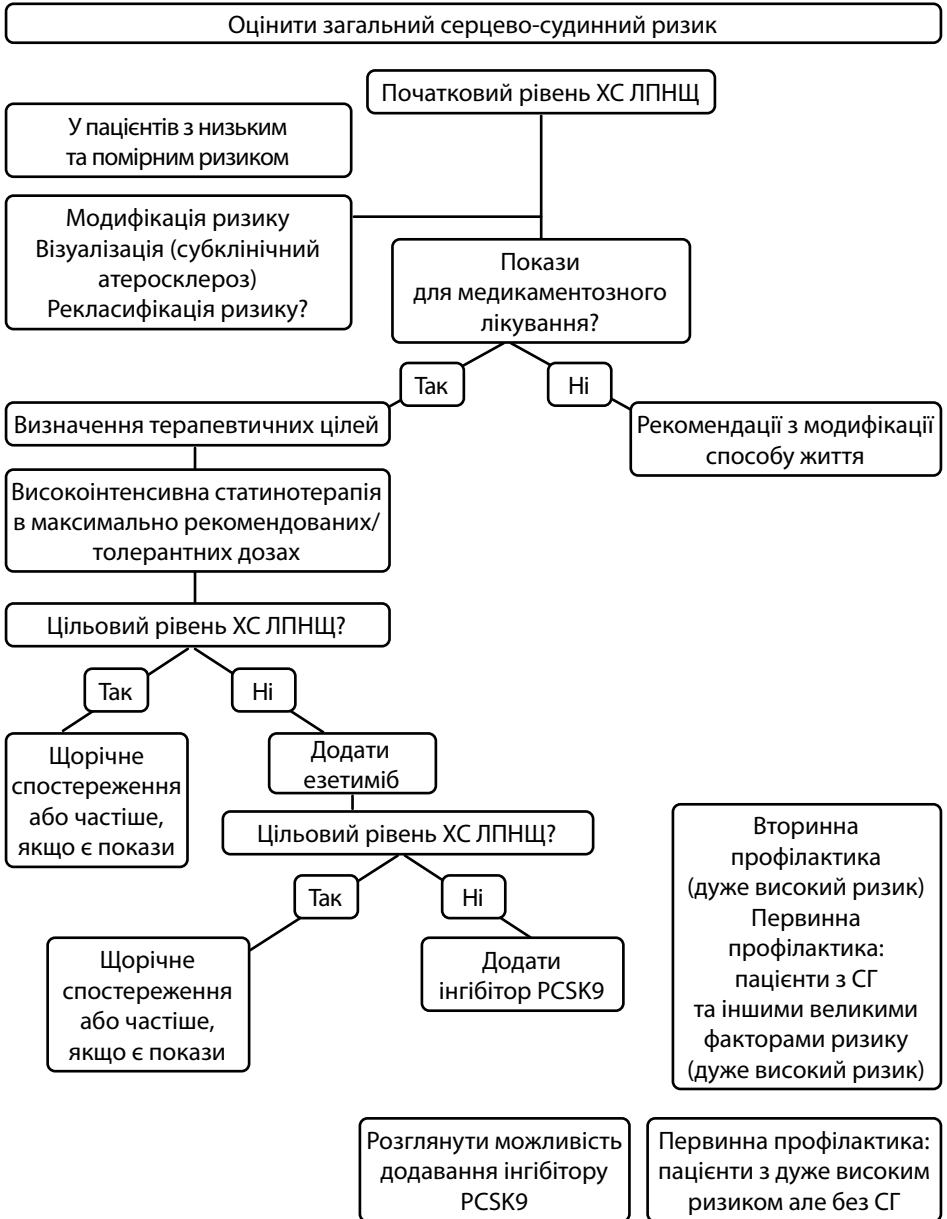 Оцінити загальний серцево-судинний ризик
Початковий рівень ХС ЛПНЩ
У пацієнтів з низьким
та помірним ризиком
Модифікація ризику
Візуалізація (субклінічний
атеросклероз)
Рекласифікація ризику?
Покази
для медикаментозного
лікування?
Так
Ні
Визначення терапевтичних цілей
Рекомендації з модифікації
способу життя
Високоінтенсивна статинотерапія
в максимально рекомендованих/
толерантних дозах
Цільовий рівень ХС ЛПНЩ?
Так
Ні
Щорічне
спостереження
або частіше,
якщо є покази
Додати
езетиміб
Цільовий рівень ХС ЛПНЩ?
Так
Ні
Щорічне
спостереження
або частіше,
якщо є покази
Додати
інгібітор PCSK9
Вторинна
профілактика
(дуже високий ризик)
Первинна
профілактика:
пацієнти з СГ
та іншими великими
факторами ризику
(дуже високий ризик)
Розглянути можливість
додавання інгібітору
PCSK9
Первинна профілактика:
пацієнти з дуже високим
ризиком але без СГ